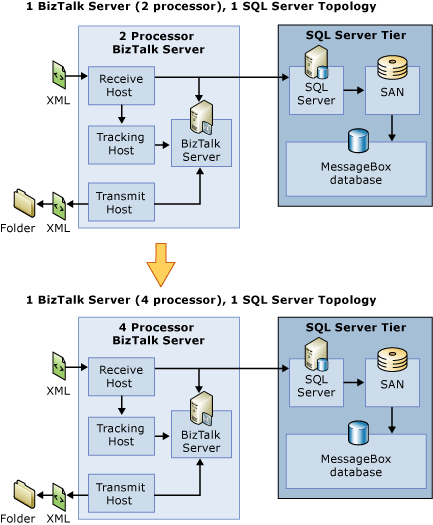 1 BizTalk Server (2 processor), 1 SQL Server Topology
2 Processor
BizTalk Server
SQL Server Tier
XML
Receive
Host
SQL
Server
SAN
Tracking
Host
BizTalk
Server
MessageBox
database
Transmit
Host
Folder
XML
1 BizTalk Server (4 processor), 1 SQL Server Topology
4 Processor
BizTalk Server
SQL Server Tier
XML
Receive
Host
SQL
Server
SAN
Tracking
Host
BizTalk
Server
MessageBox
database
Transmit
Host
Folder
XML